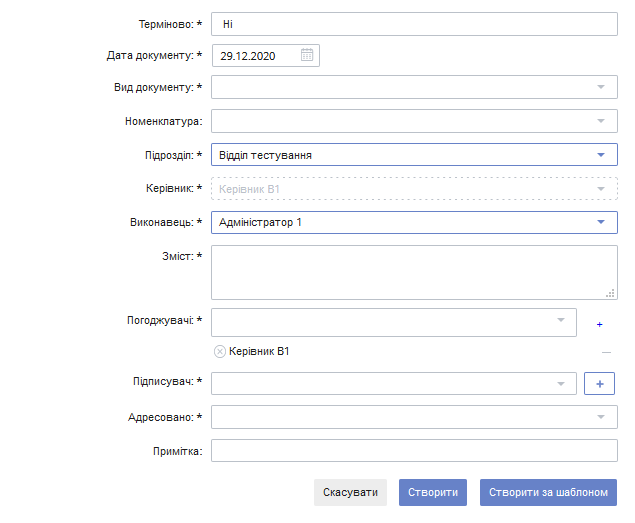 Терміново: * Ні
Дата документу: * 29.12.2020
Вид документу: *
Номенклатура:
Підрозділ: * Відділ тестування
Керівник: * Керівник В1
Виконавець: * Адміністратор 1
Зміст: *
Погоджувачі: * +
Керівник В1 —
Підписувач: * +
Адресовано: *
Примітка:
Скасувати Створити Створити за шаблоном